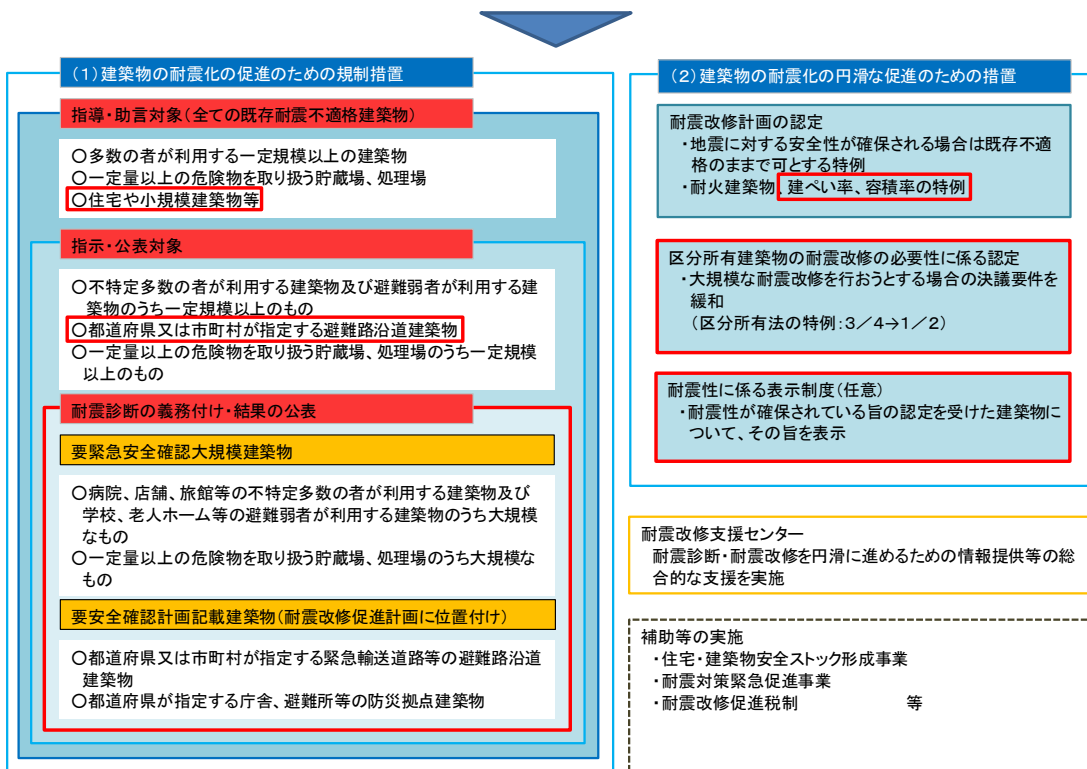 (1)建築物の耐震化の促進のための規制措置
指導・助言対象(全ての既存耐震不適格建築物)
○多数の者が利用する一定規模以上の建築物
○一定量以上の危険物を取り扱う貯蔵場、処理場
○住宅や小規模建築物等
指示・公表対象
○不特定多数の者が利用する建築物及び避難弱者が利用する建
築物のうち一定規模以上のもの
○都道府県又は市町村が指定する避難路沿道建築物
○一定量以上の危険物を取り扱う貯蔵場、処理場のうち一定規模
以上のもの
耐震診断の義務付け・結果の公表
要緊急安全確認大規模建築物
○病院、店舗、旅館等の不特定多数の者が利用する建築物及び
学校、老人ホーム等の避難弱者が利用する建築物のうち大規模
なもの
○一定量以上の危険物を取り扱う貯蔵場、処理場のうち大規模な
もの
要安全確認計画記載建築物(耐震改修促進計画に位置付け)
○都道府県又は市町村が指定する緊急輸送道路等の避難路沿道
建築物
○都道府県が指定する庁舎、避難所等の防災拠点建築物
(2)建築物の耐震化の円滑な促進のための措置
耐震改修計画の認定
・地震に対する安全性が確保される場合は既存不適
格のままで可とする特例
・耐火建築物、建ぺい率、容積率の特例
区分所有建築物の耐震改修の必要性に係る認定
・大規模な耐震改修を行おうとする場合の決議要件を
緩和
(区分所有法の特例:3/4→1/2)
耐震性に係る表示制度(任意)
・耐震性が確保されている旨の認定を受けた建築物に
ついて、その旨を表示
耐震改修支援センター
耐震診断・耐震改修を円滑に進めるための情報提供等の総
合的な支援を実施
補助等の実施
・住宅・建築物安全ストック形成事業
・耐震対策緊急促進事業
・耐震改修促進税制 等